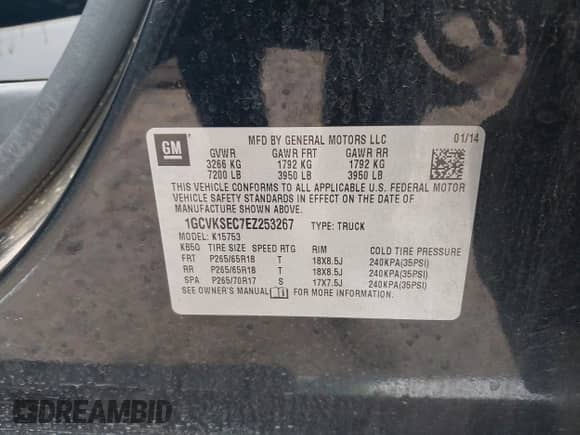 GM
MFD BY GENERAL MOTORS LLC 01/14
GVWR GAWR FRT GAWR RR
3266 KG 1792 KG 1792 KG
7200 LB 3950 LB 3950 LB
THIS VEHICLE CONFORMS TO ALL APPLICABLE U.S. FEDERAL MOTOR
VEHICLE SAFETY STANDARDS IN EFFECT ON THE DATE OF
MANUFACTURE SHOWN ABOVE.
1GCVKSEC7EZ253267 TYPE: TRUCK
MODEL: K15753
KB5Q TIRE SIZE SPEED RTG RIM COLD TIRE PRESSURE
FRT P265/65R18 T 18X8.5J 240KPA(35PSI)
RR P265/65R18 T 18X8.5J 240KPA(35PSI)
SPA P265/70R17 S 17X7.5J 240KPA(35PSI)
SEE OWNER'S MANUAL FOR MORE INFORMATION.
DREAMBID